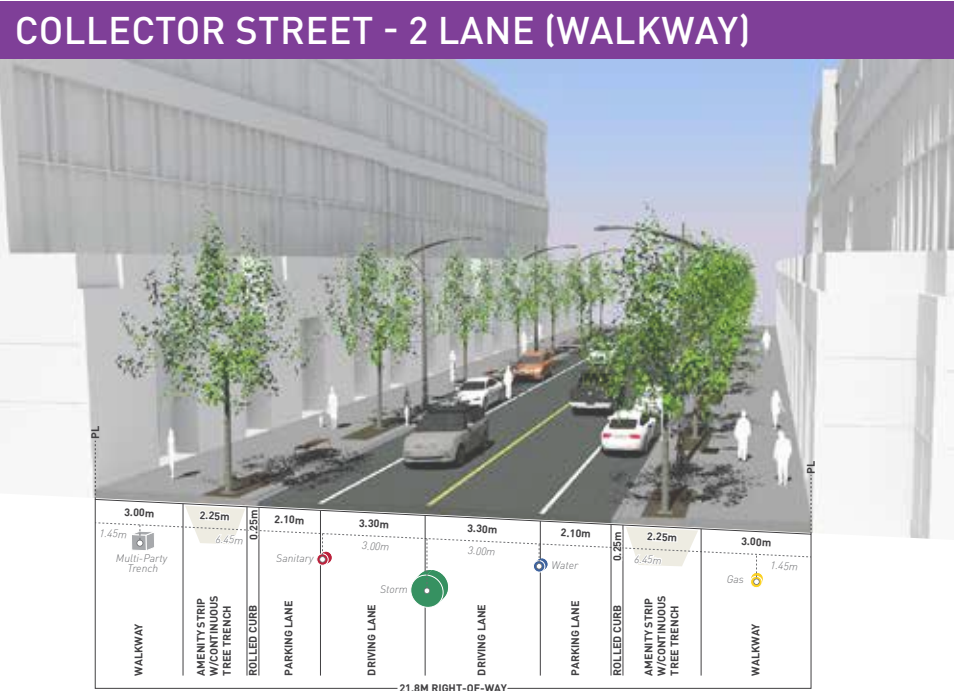 COLLECTOR STREET - 2 LANE (WALKWAY)
PL
PL
3.00m
2.25m
0.25m
2.10m
3.30m
3.30m
2.10m
0.25m
2.25m
3.00m
1.45m
6.45m
3.00m
3.00m
6.45m
1.45m
Multi-Party
Trench
Sanitary
Storm
Water
Gas
WALKWAY
AMENITY STRIP
W/CONTINUOUS
TREE TRENCH
ROLLED CURB
PARKING LANE
DRIVING LANE
DRIVING LANE
PARKING LANE
ROLLED CURB
AMENITY STRIP
W/CONTINUOUS
TREE TRENCH
WALKWAY
21.8M RIGHT-OF-WAY